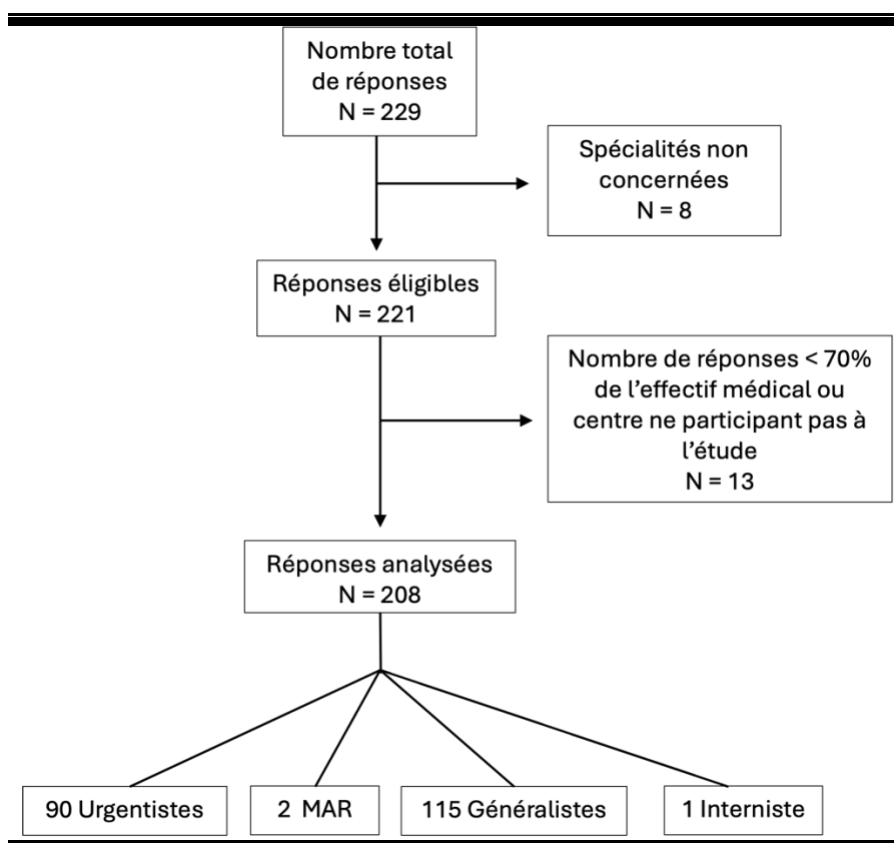 Nombre total
de réponses
N = 229
Spécialités non
concernées
N = 8
Réponses éligibles
N = 221
Nombre de réponses < 70%
de l’effectif médical ou
centre ne participant pas à
l’étude
N = 13
Réponses analysées
N = 208
90 Urgentistes
2 MAR
115 Généralistes
1 Interniste